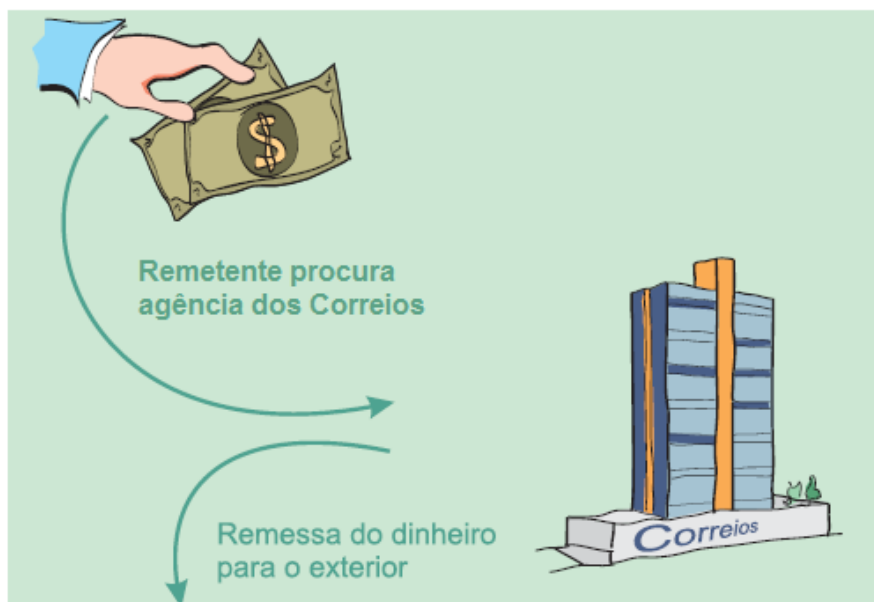 Remetente procura
agência dos Correios
Correios
Remessa do dinheiro
para o exterior